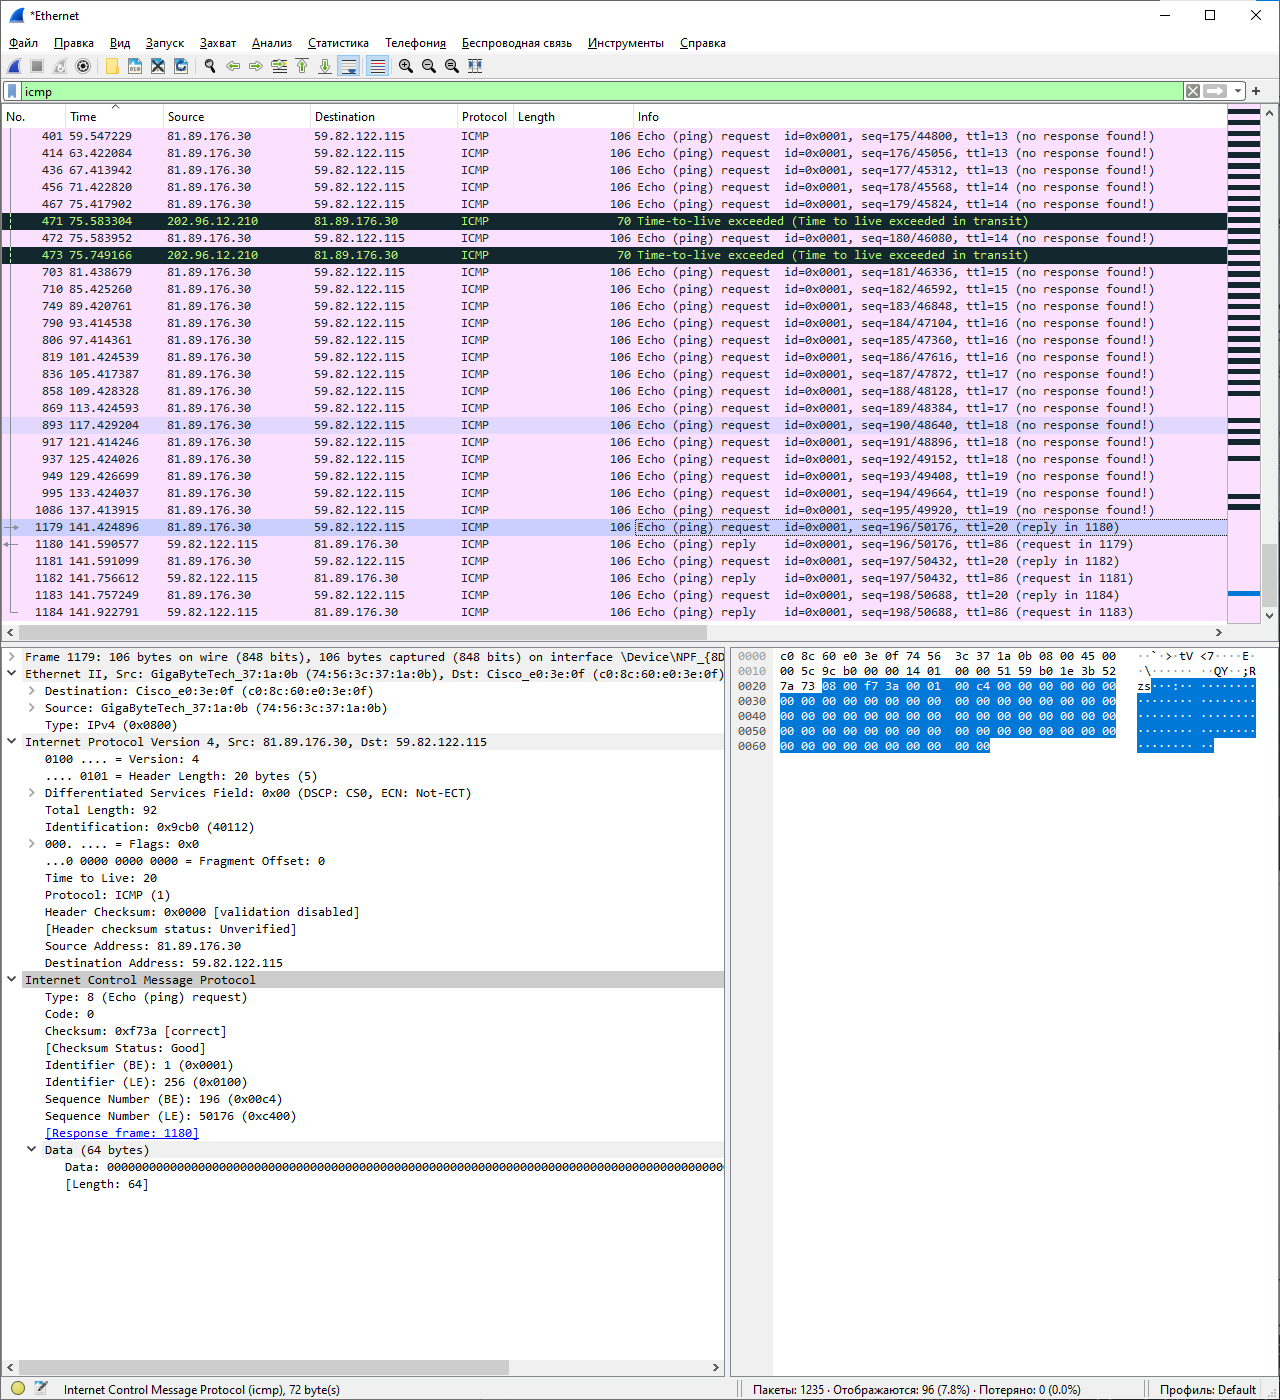 *Ethernet
Файл Правка Вид Запуск Захват Анализ Статистика Телефония Беспроводная связь Инструменты Справка
icmp
No. Time Source Destination Protocol Length Info
401 59.547229 81.89.176.30 59.82.122.115 ICMP 106 Echo (ping) request id=0x0001, seq=175/44800, ttl=13 (no response found!)
414 63.422084 81.89.176.30 59.82.122.115 ICMP 106 Echo (ping) request id=0x0001, seq=176/45056, ttl=13 (no response found!)
436 67.413942 81.89.176.30 59.82.122.115 ICMP 106 Echo (ping) request id=0x0001, seq=177/45312, ttl=13 (no response found!)
456 71.422820 81.89.176.30 59.82.122.115 ICMP 106 Echo (ping) request id=0x0001, seq=178/45568, ttl=14 (no response found!)
467 75.417902 81.89.176.30 59.82.122.115 ICMP 106 Echo (ping) request id=0x0001, seq=179/45824, ttl=14 (no response found!)
471 75.583304 202.96.12.210 81.89.176.30 ICMP 70 Time-to-live exceeded (Time to live exceeded in transit)
472 75.583952 81.89.176.30 59.82.122.115 ICMP 106 Echo (ping) request id=0x0001, seq=180/46080, ttl=14 (no response found!)
473 75.749166 202.96.12.210 81.89.176.30 ICMP 70 Time-to-live exceeded (Time to live exceeded in transit)
703 81.438679 81.89.176.30 59.82.122.115 ICMP 106 Echo (ping) request id=0x0001, seq=181/46336, ttl=15 (no response found!)
710 85.425260 81.89.176.30 59.82.122.115 ICMP 106 Echo (ping) request id=0x0001, seq=182/46592, ttl=15 (no response found!)
749 89.420761 81.89.176.30 59.82.122.115 ICMP 106 Echo (ping) request id=0x0001, seq=183/46848, ttl=15 (no response found!)
790 93.414538 81.89.176.30 59.82.122.115 ICMP 106 Echo (ping) request id=0x0001, seq=184/47104, ttl=16 (no response found!)
806 97.414361 81.89.176.30 59.82.122.115 ICMP 106 Echo (ping) request id=0x0001, seq=185/47360, ttl=16 (no response found!)
819 101.424539 81.89.176.30 59.82.122.115 ICMP 106 Echo (ping) request id=0x0001, seq=186/47616, ttl=16 (no response found!)
836 105.417387 81.89.176.30 59.82.122.115 ICMP 106 Echo (ping) request id=0x0001, seq=187/47872, ttl=17 (no response found!)
858 109.428328 81.89.176.30 59.82.122.115 ICMP 106 Echo (ping) request id=0x0001, seq=188/48128, ttl=17 (no response found!)
869 113.424593 81.89.176.30 59.82.122.115 ICMP 106 Echo (ping) request id=0x0001, seq=189/48384, ttl=17 (no response found!)
893 117.429204 81.89.176.30 59.82.122.115 ICMP 106 Echo (ping) request id=0x0001, seq=190/48640, ttl=18 (no response found!)
917 121.414246 81.89.176.30 59.82.122.115 ICMP 106 Echo (ping) request id=0x0001, seq=191/48896, ttl=18 (no response found!)
937 125.424026 81.89.176.30 59.82.122.115 ICMP 106 Echo (ping) request id=0x0001, seq=192/49152, ttl=18 (no response found!)
949 129.426699 81.89.176.30 59.82.122.115 ICMP 106 Echo (ping) request id=0x0001, seq=193/49408, ttl=19 (no response found!)
995 133.424037 81.89.176.30 59.82.122.115 ICMP 106 Echo (ping) request id=0x0001, seq=194/49664, ttl=19 (no response found!)
1086 137.413915 81.89.176.30 59.82.122.115 ICMP 106 Echo (ping) request id=0x0001, seq=195/49920, ttl=19 (no response found!)
1179 141.424896 81.89.176.30 59.82.122.115 ICMP 106 Echo (ping) request id=0x0001, seq=196/50176, ttl=20 (reply in 1180)
1180 141.590577 59.82.122.115 81.89.176.30 ICMP 106 Echo (ping) reply id=0x0001, seq=196/50176, ttl=86 (request in 1179)
1181 141.591099 81.89.176.30 59.82.122.115 ICMP 106 Echo (ping) request id=0x0001, seq=197/50432, ttl=20 (reply in 1182)
1182 141.756612 59.82.122.115 81.89.176.30 ICMP 106 Echo (ping) reply id=0x0001, seq=197/50432, ttl=86 (request in 1181)
1183 141.757249 81.89.176.30 59.82.122.115 ICMP 106 Echo (ping) request id=0x0001, seq=198/50688, ttl=20 (reply in 1184)
1184 141.922791 59.82.122.115 81.89.176.30 ICMP 106 Echo (ping) reply id=0x0001, seq=198/50688, ttl=86 (request in 1183)
Frame 1179: 106 bytes on wire (848 bits), 106 bytes captured (848 bits) on interface \Device\NPF_{8D
Ethernet II, Src: GigaByteTech_37:1a:0b (74:56:3c:37:1a:0b), Dst: Cisco_e0:3e:0f (c0:8c:60:e0:3e:0f)
Destination: Cisco_e0:3e:0f (c0:8c:60:e0:3e:0f)
Source: GigaByteTech_37:1a:0b (74:56:3c:37:1a:0b)
Type: IPv4 (0x0800)
Internet Protocol Version 4, Src: 81.89.176.30, Dst: 59.82.122.115
0100 .... = Version: 4
.... 0101 = Header Length: 20 bytes (5)
Differentiated Services Field: 0x00 (DSCP: CS0, ECN: Not-ECT)
Total Length: 92
Identification: 0x9cb0 (40112)
000. .... = Flags: 0x0
...0 0000 0000 0000 = Fragment Offset: 0
Time to Live: 20
Protocol: ICMP (1)
Header Checksum: 0x0000 [validation disabled]
[Header checksum status: Unverified]
Source Address: 81.89.176.30
Destination Address: 59.82.122.115
Internet Control Message Protocol
Type: 8 (Echo (ping) request)
Code: 0
Checksum: 0xf73a [correct]
[Checksum Status: Good]
Identifier (BE): 1 (0x0001)
Identifier (LE): 256 (0x0100)
Sequence Number (BE): 196 (0x00c4)
Sequence Number (LE): 50176 (0xc400)
[Response frame: 1180]
Data (64 bytes)
Data: 0000000000000000000000000000000000000000000000000000000000000000000000000000000000000000
[Length: 64]
0000 c0 8c 60 e0 3e 0f 74 56 3c 37 1a 0b 08 00 45 00 ··`·>·tV <7····E·
0010 00 5c 9c b0 00 00 14 01 00 00 51 59 b0 1e 3b 52 ·\······ ··QY··;R
0020 7a 73 08 00 f7 3a 00 01 00 c4 00 00 00 00 00 00 zs···:·· ········
0030 00 00 00 00 00 00 00 00 00 00 00 00 00 00 00 00 ········ ········
0040 00 00 00 00 00 00 00 00 00 00 00 00 00 00 00 00 ········ ········
0050 00 00 00 00 00 00 00 00 00 00 00 00 00 00 00 00 ········ ········
0060 00 00 00 00 00 00 00 00 00 00 ········ ··
Internet Control Message Protocol (icmp), 72 byte(s) Пакеты: 1235 · Отображаются: 96 (7.8%) · Потеряно: 0 (0.0%) Профиль: Default